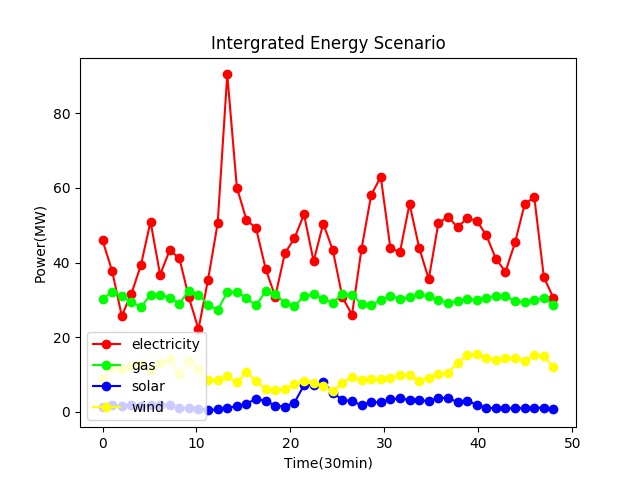 Intergrated Energy Scenario
Power(MW)
80
60
40
20
0
electricity
gas
solar
wind
0 10 20 30 40 50
Time(30min)